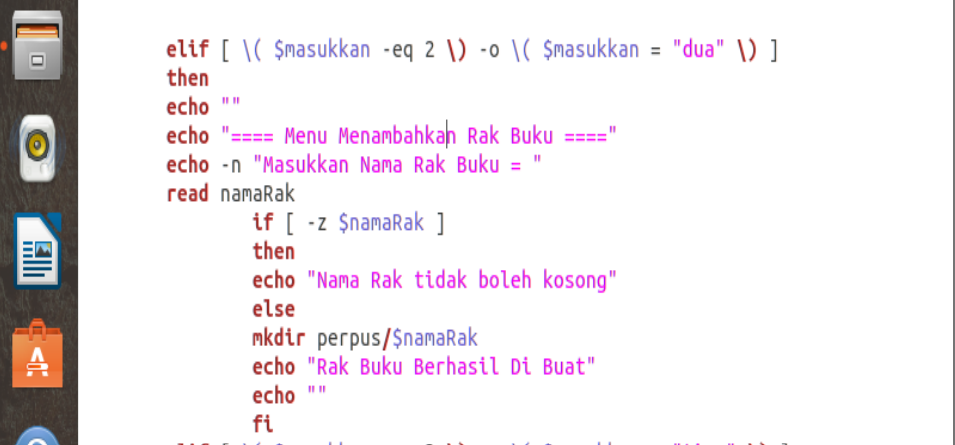 elif [ \( $masukkan -eq 2 \) -o \( $masukkan = "dua" \) ]
then
echo ""
echo "==== Menu Menambahkan Rak Buku ===="
echo -n "Masukkan Nama Rak Buku = "
read namaRak
if [ -z $namaRak ]
then
echo "Nama Rak tidak boleh kosong"
else
mkdir perpus/$namaRak
echo "Rak Buku Berhasil Di Buat"
echo ""
fi